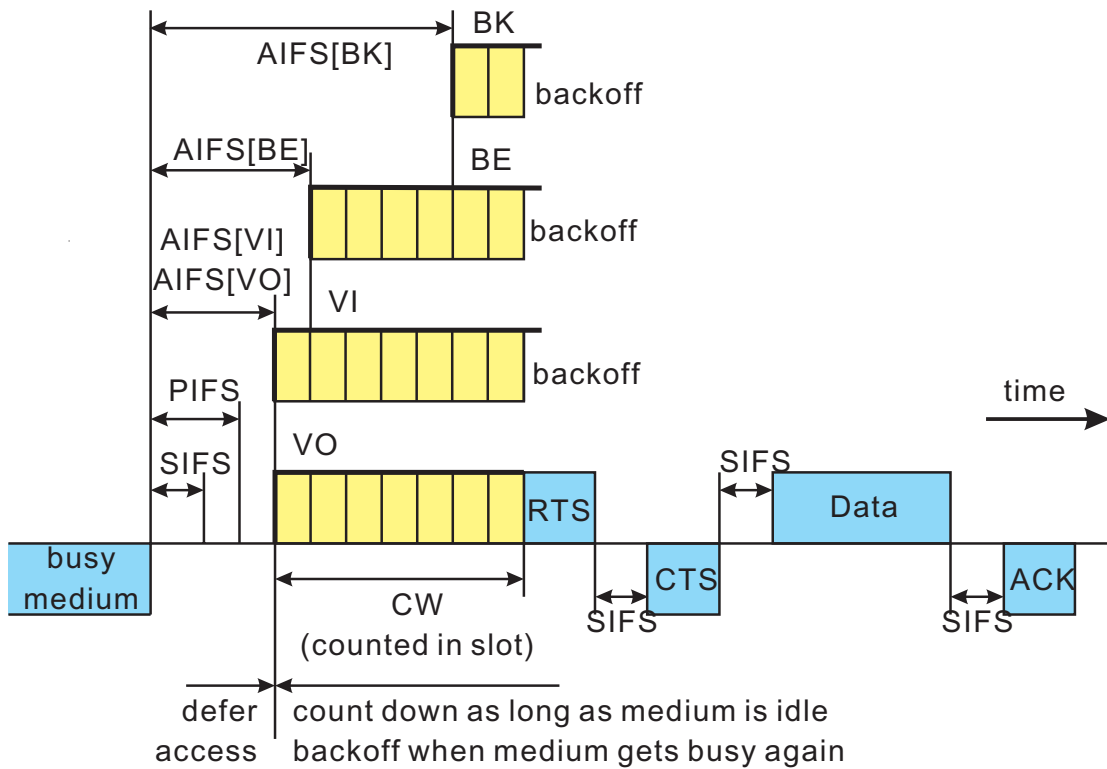 BK
AIFS[BK]
backoff
AIFS[BE]
BE
backoff
AIFS[VI]
AIFS[VO]
VI
backoff
PIFS
time
VO
SIFS
SIFS
RTS
Data
busy
medium
CTS
ACK
CW
SIFS
SIFS
(counted in slot)
defer
access
count down as long as medium is idle
backoff when medium gets busy again